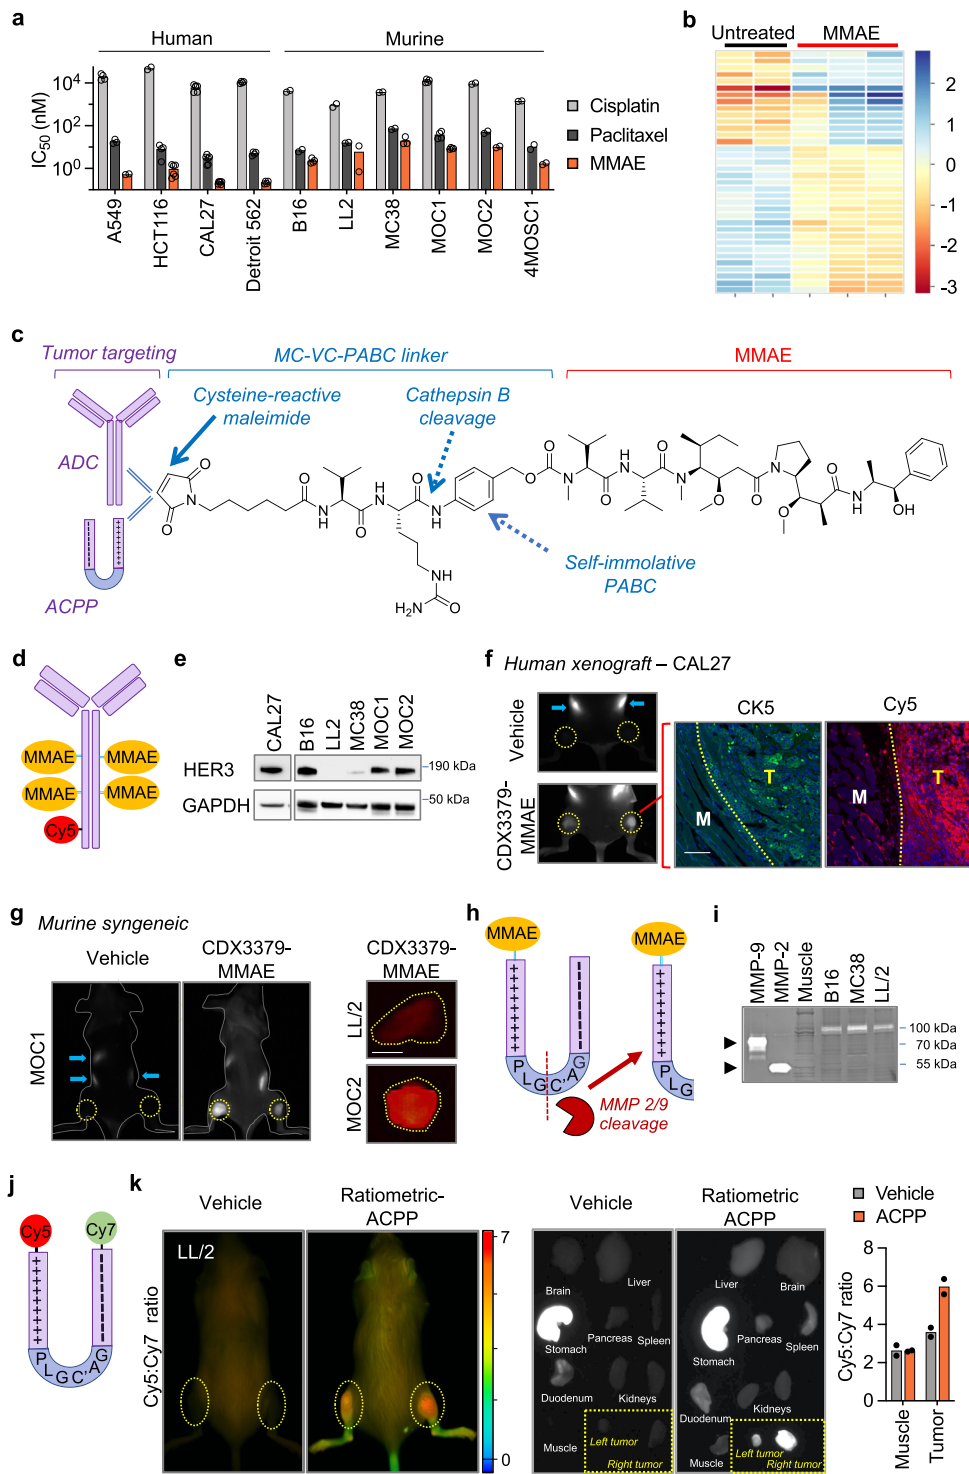 a
Human
Murine
IC50 (nM)
10^4
10^2
10^0
Cisplatin
Paclitaxel
MMAE
A549
HCT116
CAL27
Detroit 562
B16
LL2
MC38
MOC1
MOC2
4MOSC1
b
Untreated
MMAE
2
1
0
-1
-2
-3
c
Tumor targeting
MC-VC-PABC linker
MMAE
Cysteine-reactive
maleimide
Cathepsin B
cleavage
ADC
ACPP
Self-immolative
PABC
O
O
N
O
H
N
O
N
H
O
N
H
NH
H2N
O
O
O
N
O
H
N
O
N
O
O
N
O
O
H
N
OH
d
MMAE
MMAE
MMAE
MMAE
Cy5
e
CAL27
B16
LL2
MC38
MOC1
MOC2
HER3
190 kDa
GAPDH
50 kDa
f
Human xenograft – CAL27
Vehicle
CDX3379-
MMAE
CK5
Cy5
T
M
T
M
g
Murine syngeneic
Vehicle
CDX3379-
MMAE
MOC1
CDX3379-
MMAE
LL/2
MOC2
h
MMAE
MMAE
+++++++++
P L G C' A G
P L G
MMP 2/9
cleavage
i
MMP-9
MMP-2
Muscle
B16
MC38
LL/2
100 kDa
70 kDa
55 kDa
j
Cy5
Cy7
+++++++++
P L G C' A G
k
Vehicle
Ratiometric-
ACPP
LL/2
Cy5:Cy7 ratio
7
0
Vehicle
Ratiometric
ACPP
Brain
Liver
Stomach
Pancreas
Spleen
Duodenum
Kidneys
Muscle
Left tumor
Right tumor
Liver
Brain
Stomach
Pancreas
Spleen
Duodenum
Kidneys
Muscle
Left tumor
Right tumor
Vehicle
ACPP
Cy5:Cy7 ratio
8
6
4
2
0
Muscle
Tumor